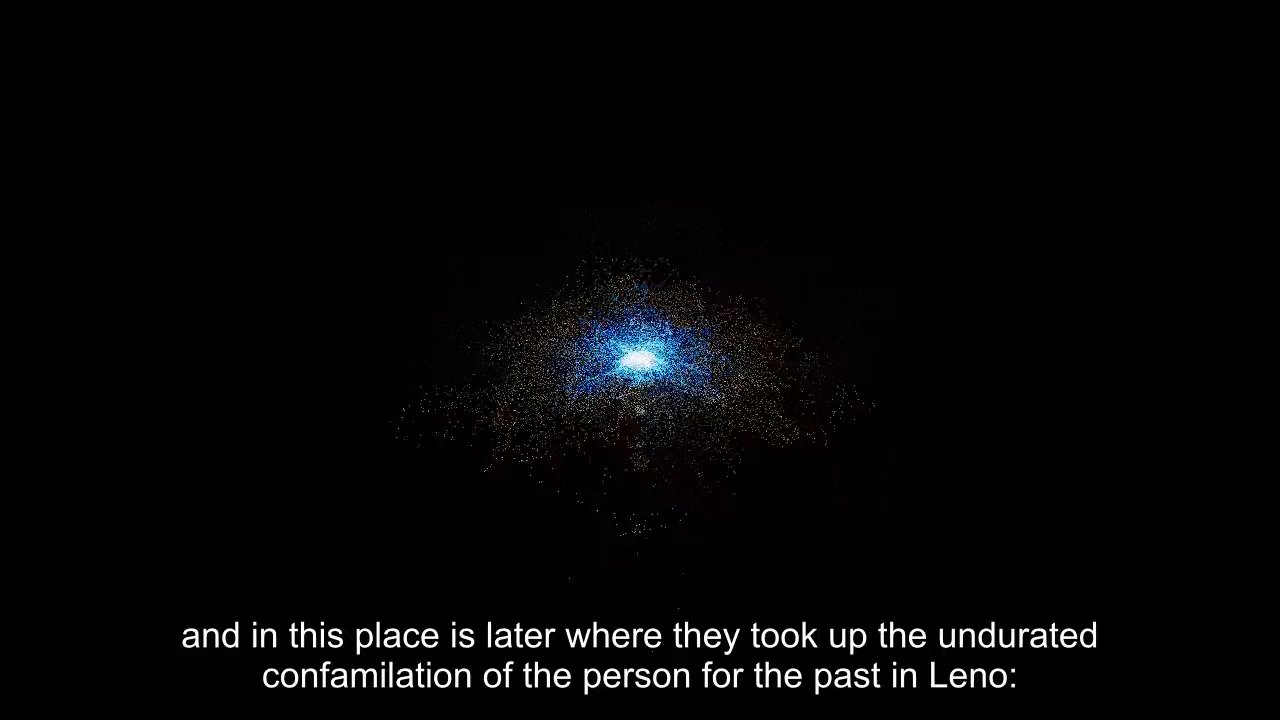 and in this place is later where they took up the undurated
confamilation of the person for the past in Leno: